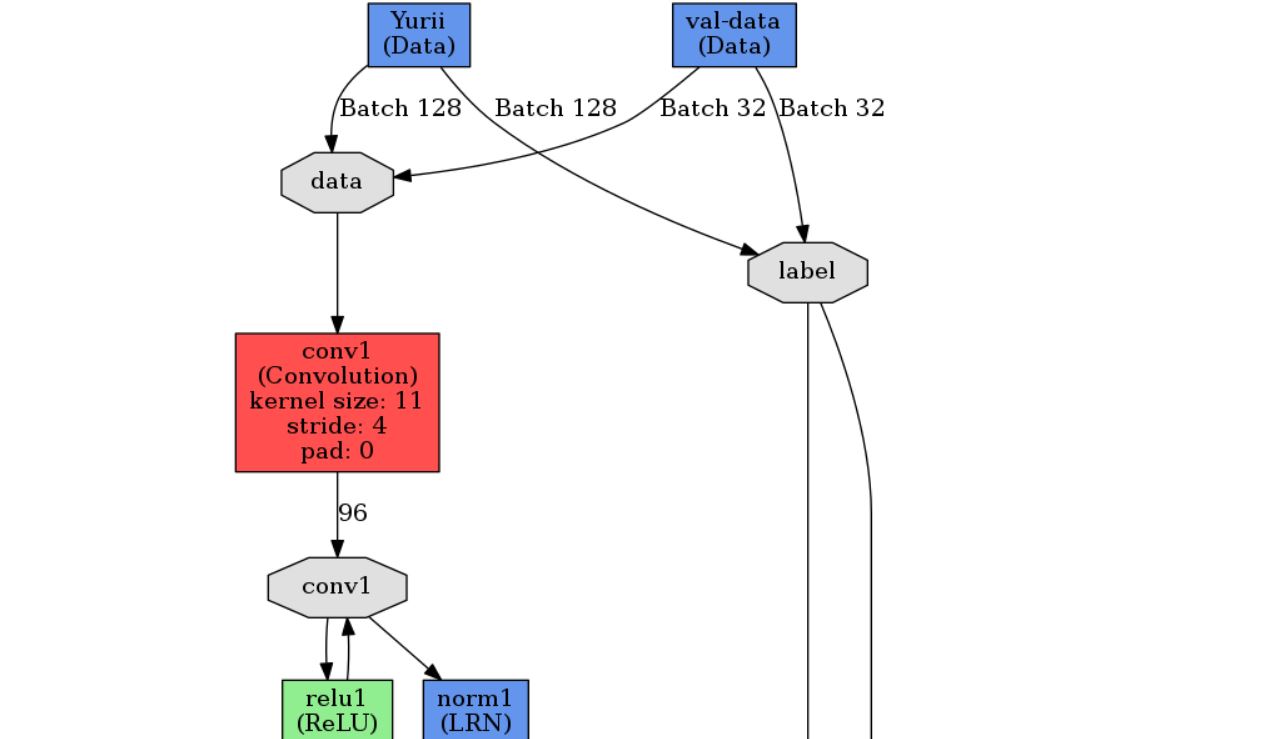 Yurii
(Data)
val-data
(Data)
Batch 128
Batch 128
Batch 32
Batch 32
data
label
conv1
(Convolution)
kernel size: 11
stride: 4
pad: 0
96
conv1
relu1
(ReLU)
norm1
(LRN)